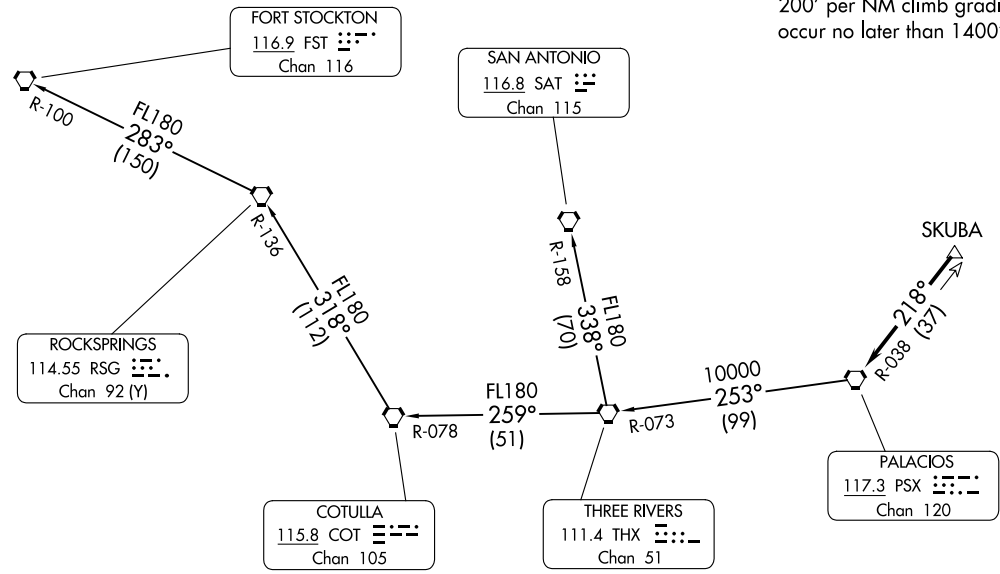 200' per NM climb gradi
occur no later than 1400'
FORT STOCKTON
116.9 FST
Chan 116
SAN ANTONIO
116.8 SAT
Chan 115
R-100
FL180
283°
(150)
R-136
SKUBA
R-158
FL180
338°
(70)
FL180
318°
(112)
218°
(37)
R-038
ROCKSPRINGS
114.55 RSG
Chan 92 (Y)
10000
253°
(99)
FL180
259°
(51)
R-078
R-073
PALACIOS
117.3 PSX
Chan 120
COTULLA
115.8 COT
Chan 105
THREE RIVERS
111.4 THX
Chan 51